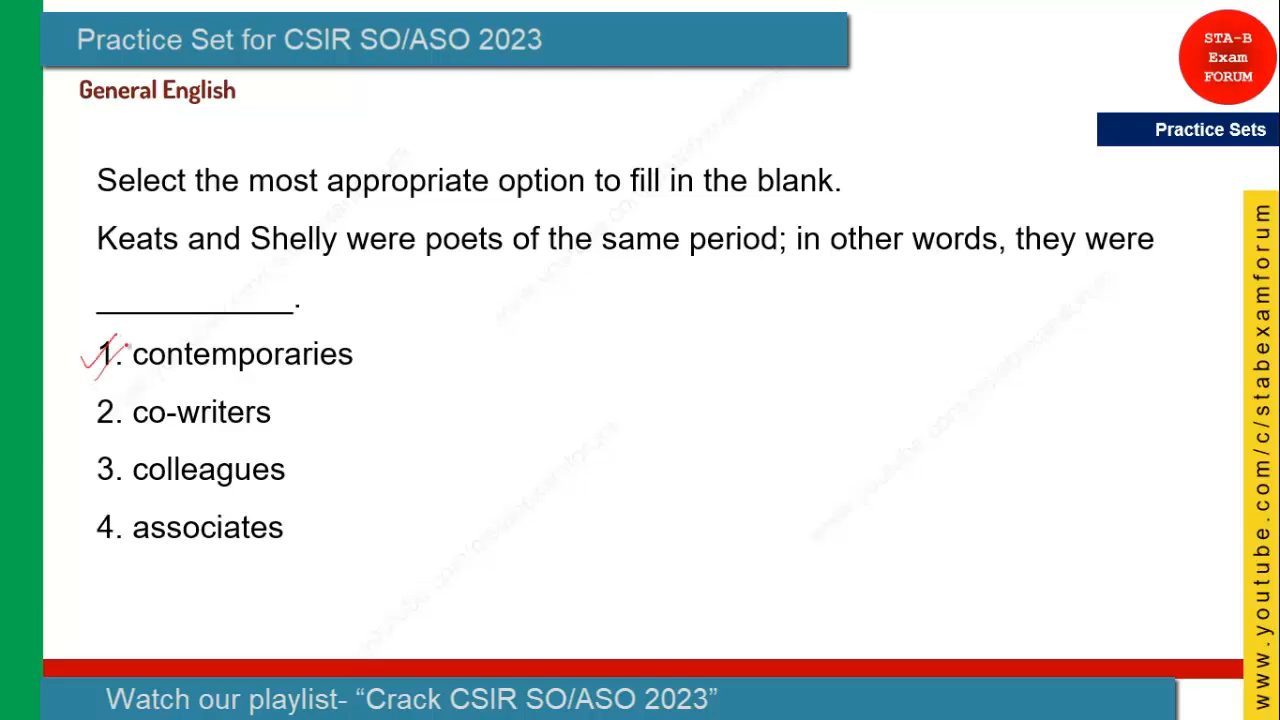 Practice Set for CSIR SO/ASO 2023
STA-B
Exam
FORUM
General English
Practice Sets
Select the most appropriate option to fill in the blank.
Keats and Shelly were poets of the same period; in other words, they were
___________.
1. contemporaries
2. co-writers
3. colleagues
4. associates
www.youtube.com/c/stabexamforum
Watch our playlist- “Crack CSIR SO/ASO 2023”